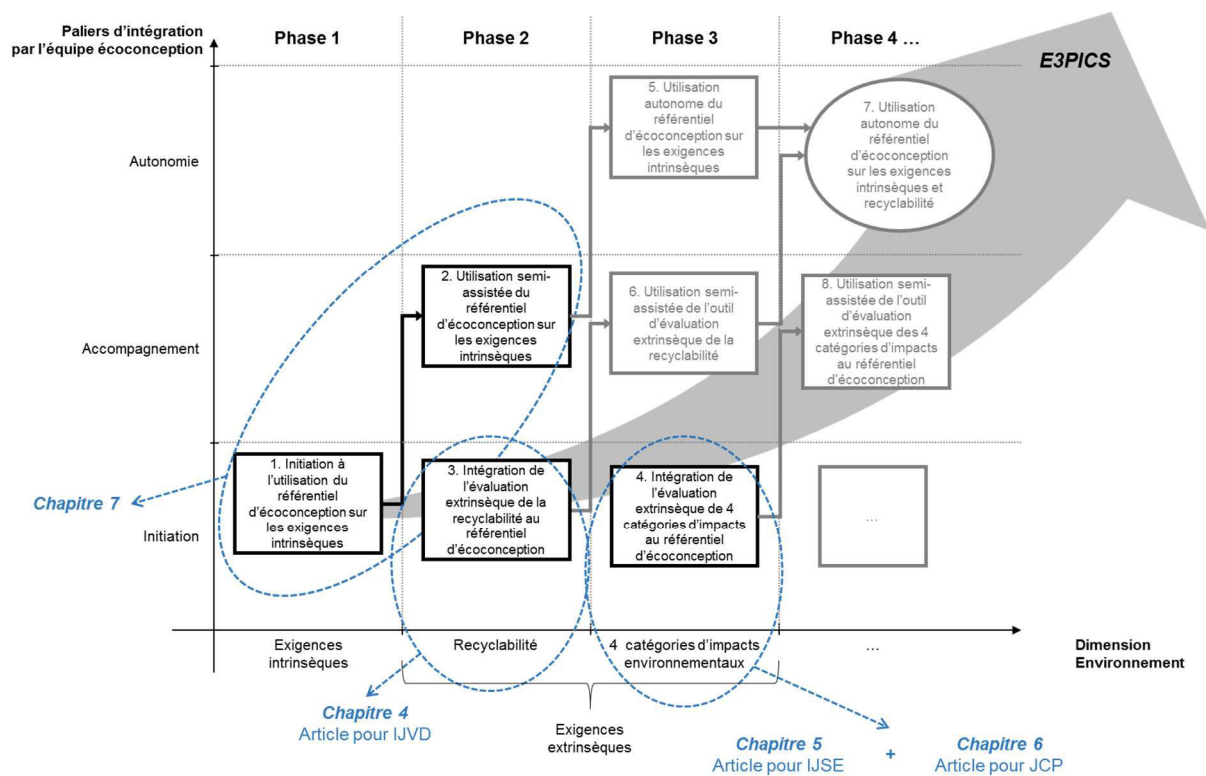 Paliers d'intégration
par l'équipe écoconception
Phase 1
Phase 2
Phase 3
Phase 4 ...
E3PICS
Autonomie
5. Utilisation
autonome du
référentiel
d'écoconception sur
les exigences
intrinsèques
7. Utilisation
autonome du
référentiel
d'écoconception
sur les exigences
intrinsèques et
recyclabilité
Accompagnement
2. Utilisation semi-
assistée du
référentiel
d'écoconception sur
les exigences
intrinsèques
6. Utilisation semi-
assistée de l'outil
d'évaluation
extrinsèque de la
recyclabilité
8. Utilisation semi-
assistée de l'outil
d'évaluation
extrinsèque des 4
catégories d'impacts
au référentiel
d'écoconception
Initiation
1. Initiation à
l'utilisation du
référentiel
d'écoconception sur
les exigences
intrinsèques
3. Intégration de
l'évaluation
extrinsèque de la
recyclabilité au
référentiel
d'écoconception
4. Intégration de
l'évaluation
extrinsèque de 4
catégories d'impacts
au référentiel
d'écoconception
...
Chapitre 7
Exigences
intrinsèques
Recyclabilité
4 catégories d'impacts
environnementaux
...
Dimension
Environnement
Exigences
extrinsèques
Chapitre 4
Article pour IJVD
Chapitre 5
Article pour IJSE
+
Chapitre 6
Article pour JCP